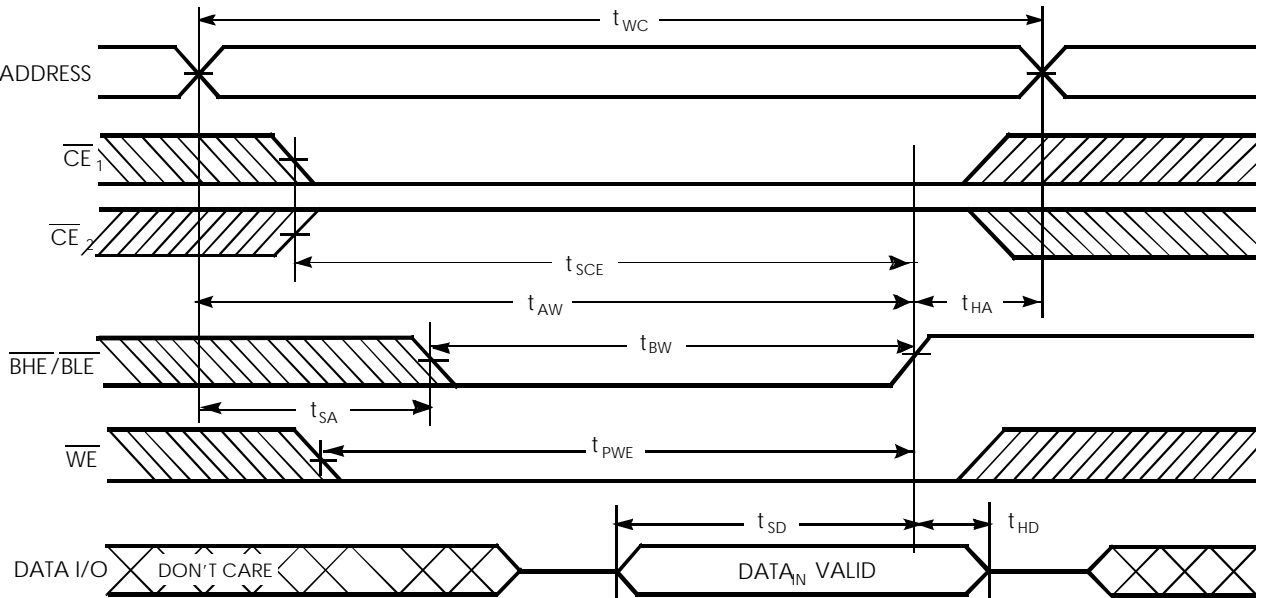 tWC
ADDRESS
CE1
CE2
tSCE
tAW
tHA
BHE/BLE
tBW
tSA
WE
tPWE
tSD
tHD
DATA I/O
DON'T CARE
DATAIN VALID